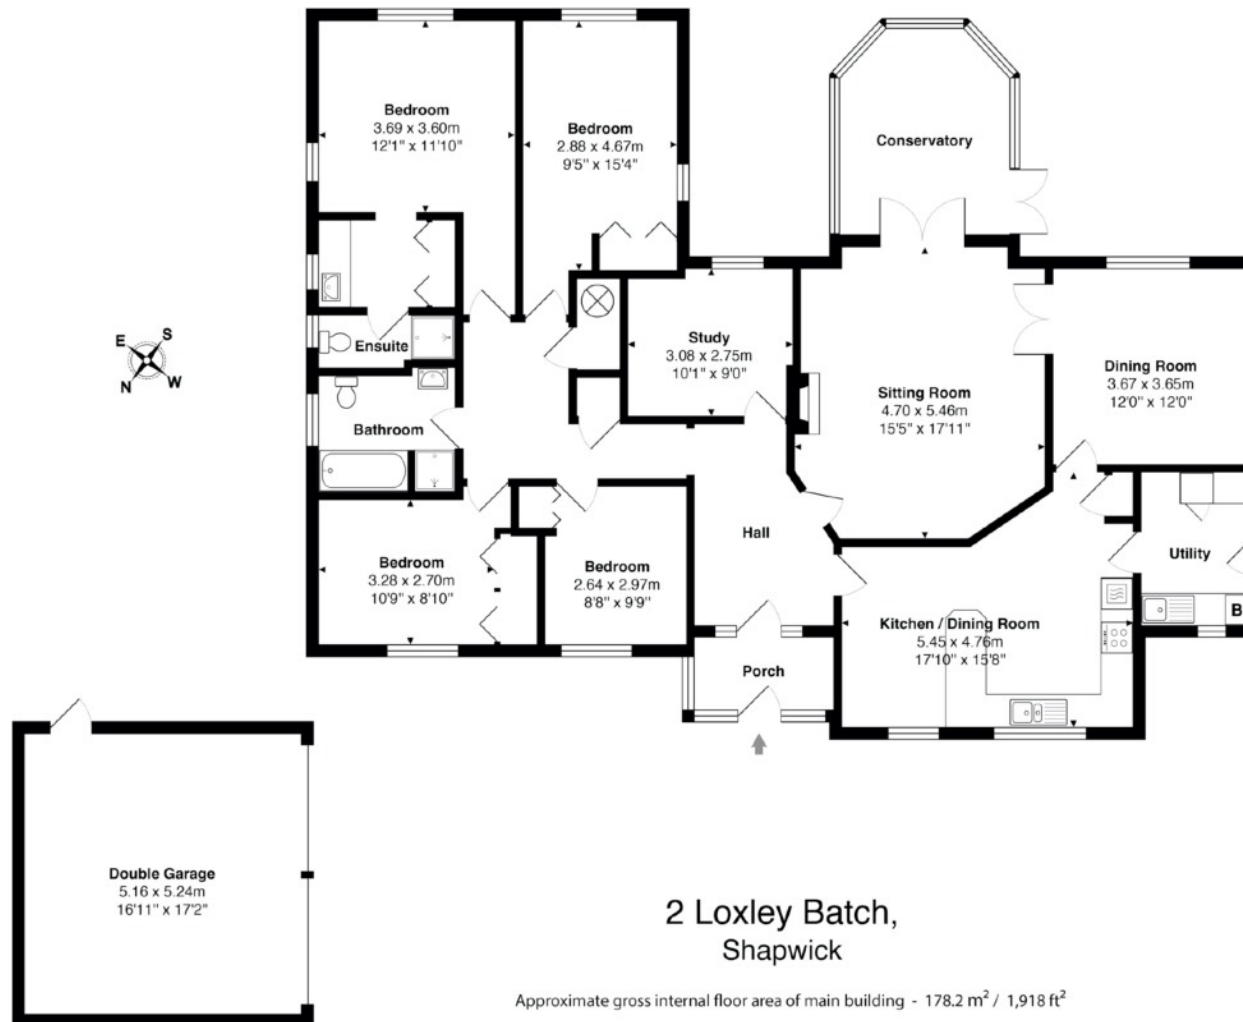 Bedroom
3.69 x 3.60m
12'1" x 11'10"
Bedroom
2.88 x 4.67m
9'5" x 15'4"
Conservatory
E S
N W
Ensuite
Study
3.08 x 2.75m
10'1" x 9'0"
Sitting Room
4.70 x 5.46m
15'5" x 17'11"
Dining Room
3.67 x 3.65m
12'0" x 12'0"
Bathroom
Hall
Utility
B
Bedroom
3.28 x 2.70m
10'9" x 8'10"
Bedroom
2.64 x 2.97m
8'8" x 9'9"
Kitchen / Dining Room
5.45 x 4.76m
17'10" x 15'8"
Porch
Double Garage
5.16 x 5.24m
16'11" x 17'2"
2 Loxley Batch,
Shapwick
Approximate gross internal floor area of main building - 178.2 m² / 1,918 ft²